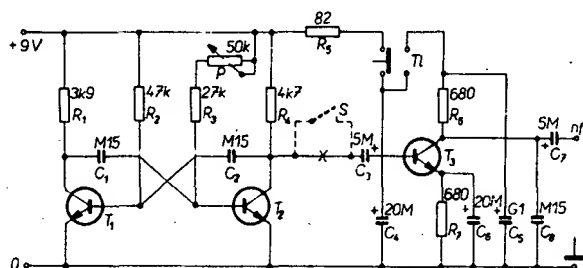 +9V
3k9
R₁
47k
R₂
50k
P
27k
R₃
4k7
R₄
82
R₅
Tl
680
R₆
M15
C₁
M15
C₂
S
5M
+
C₃
T₁
T₂
T₃
5M
+
C₇
nf
+
20M
C₄
680
R₇
+
20M
C₆
+
G1
C₅
M15
C₈
0